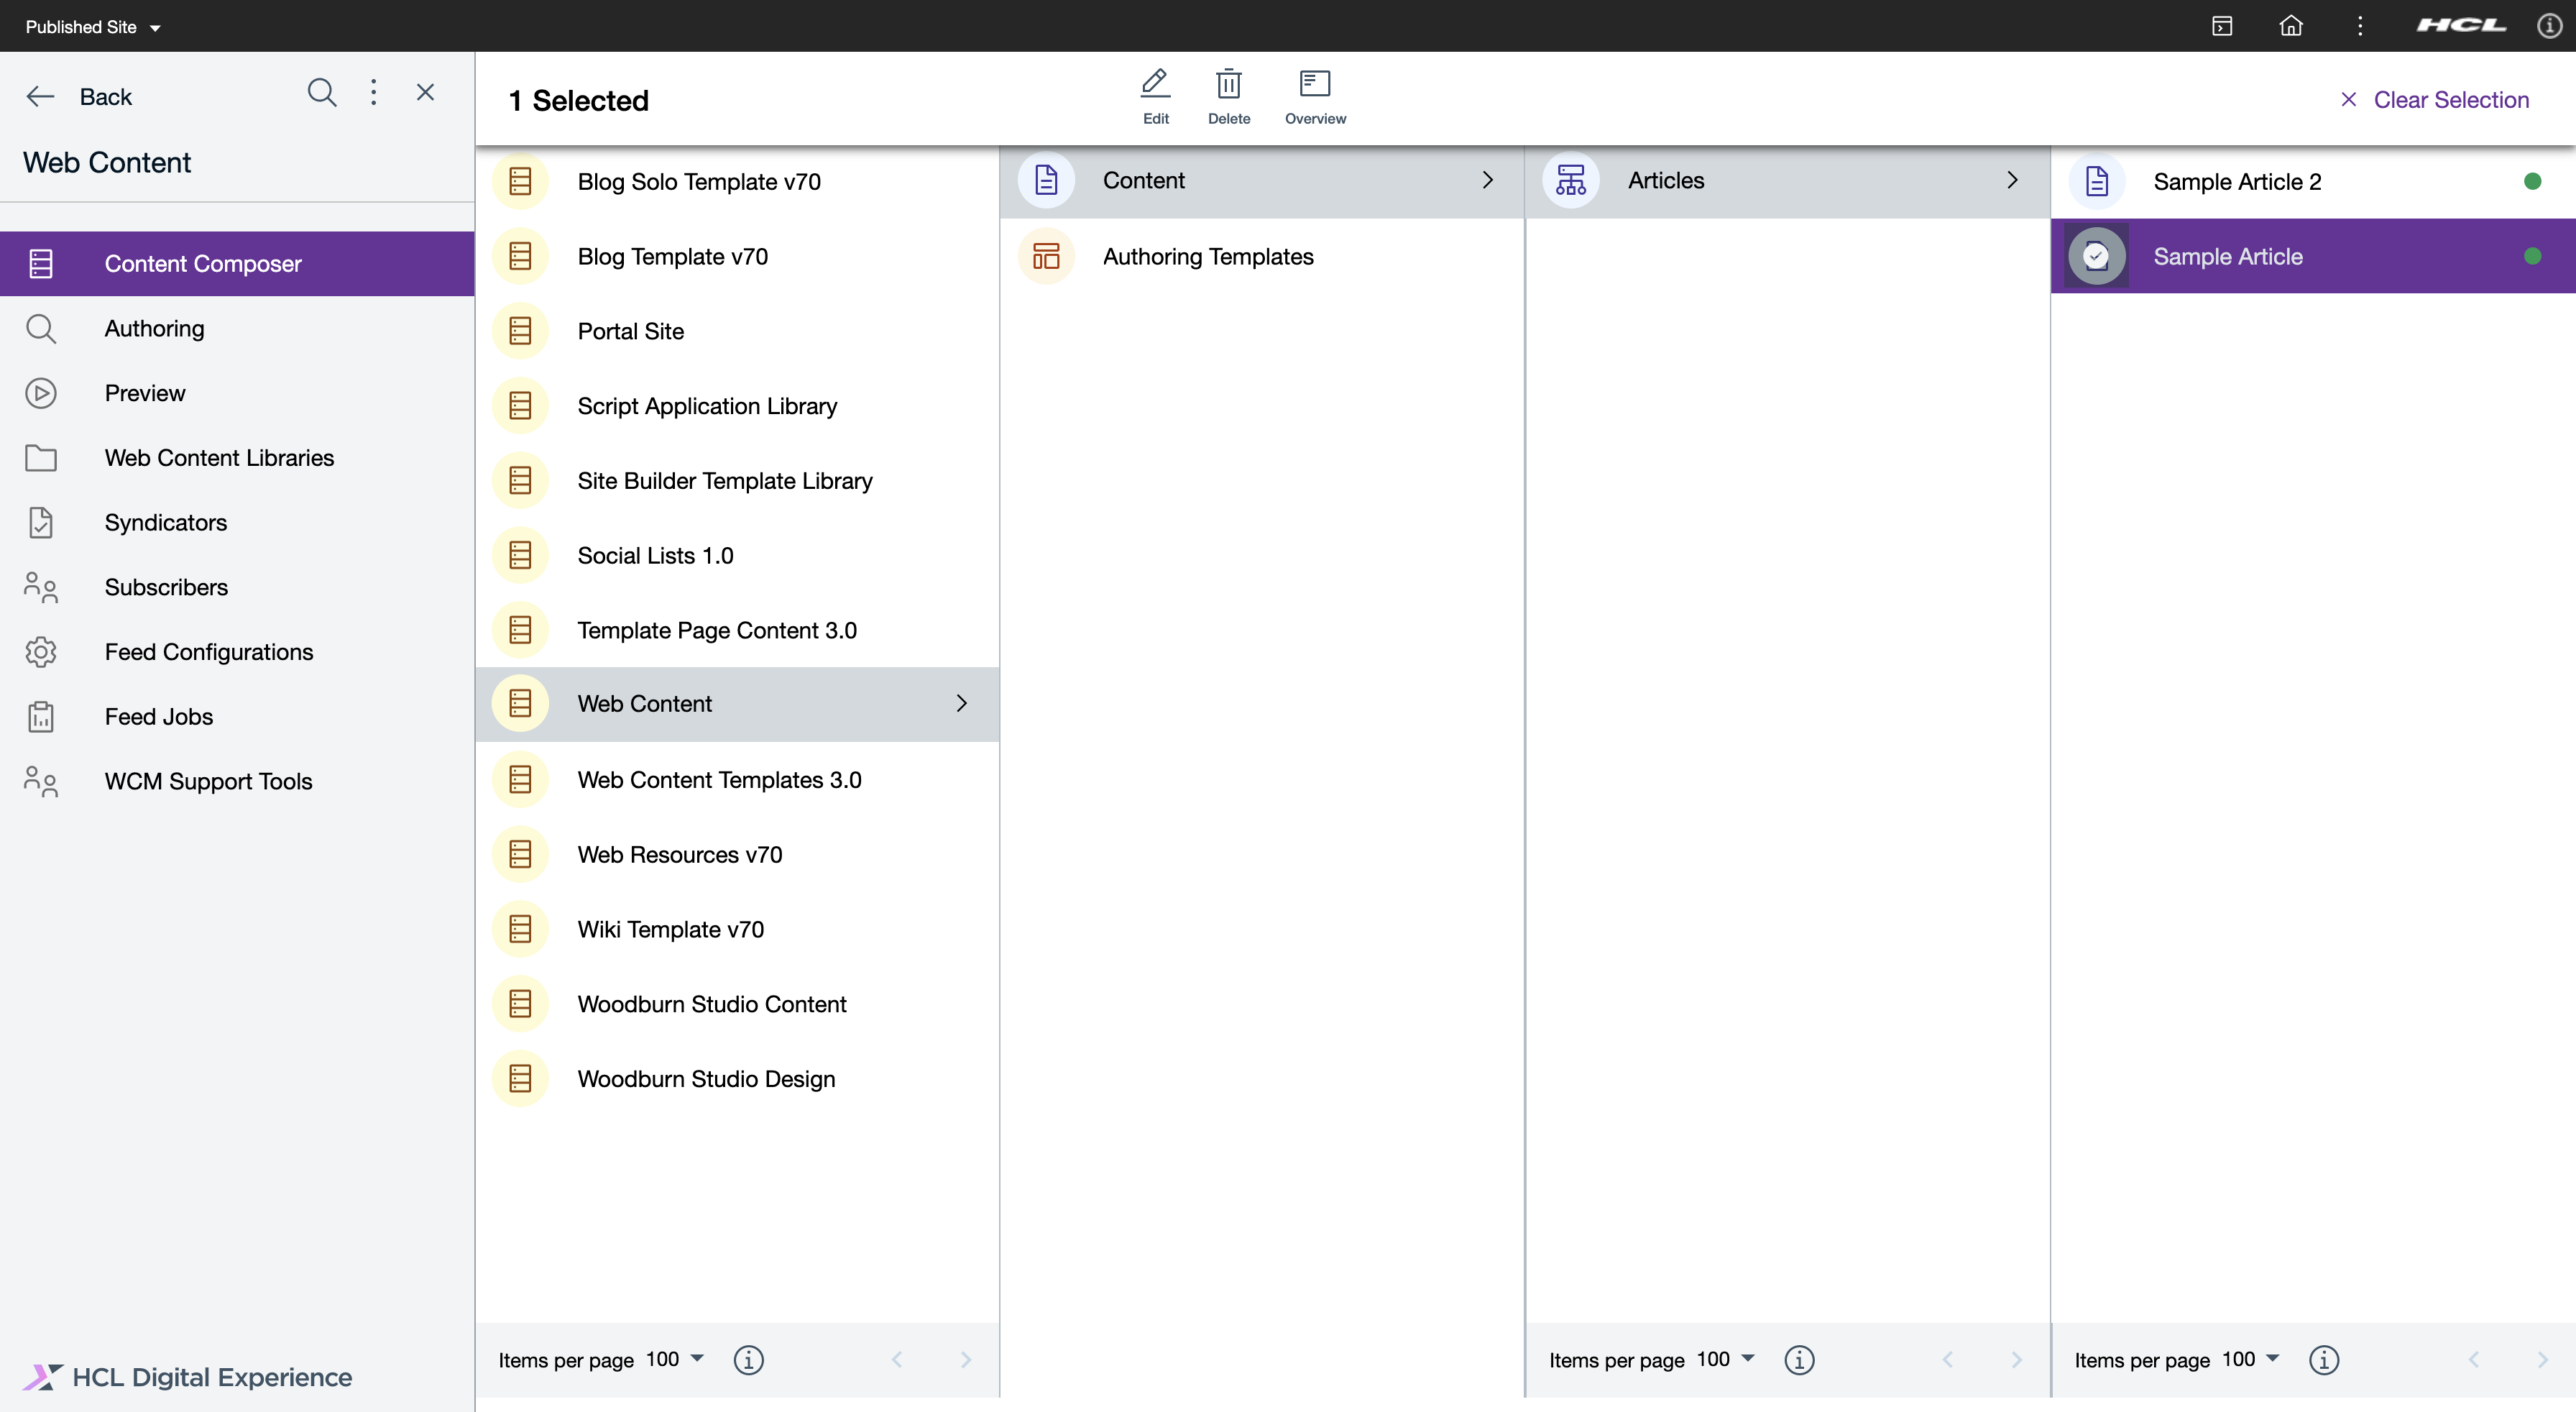 Published Site
HCL
Back
Web Content
Content Composer
Authoring
Preview
Web Content Libraries
Syndicators
Subscribers
Feed Configurations
Feed Jobs
WCM Support Tools
HCL Digital Experience
1 Selected
Edit
Delete
Overview
Clear Selection
Blog Solo Template v70
Blog Template v70
Portal Site
Script Application Library
Site Builder Template Library
Social Lists 1.0
Template Page Content 3.0
Web Content
Web Content Templates 3.0
Web Resources v70
Wiki Template v70
Woodburn Studio Content
Woodburn Studio Design
Items per page 100
Content
Authoring Templates
Articles
Items per page 100
Sample Article 2
Sample Article
Items per page 100